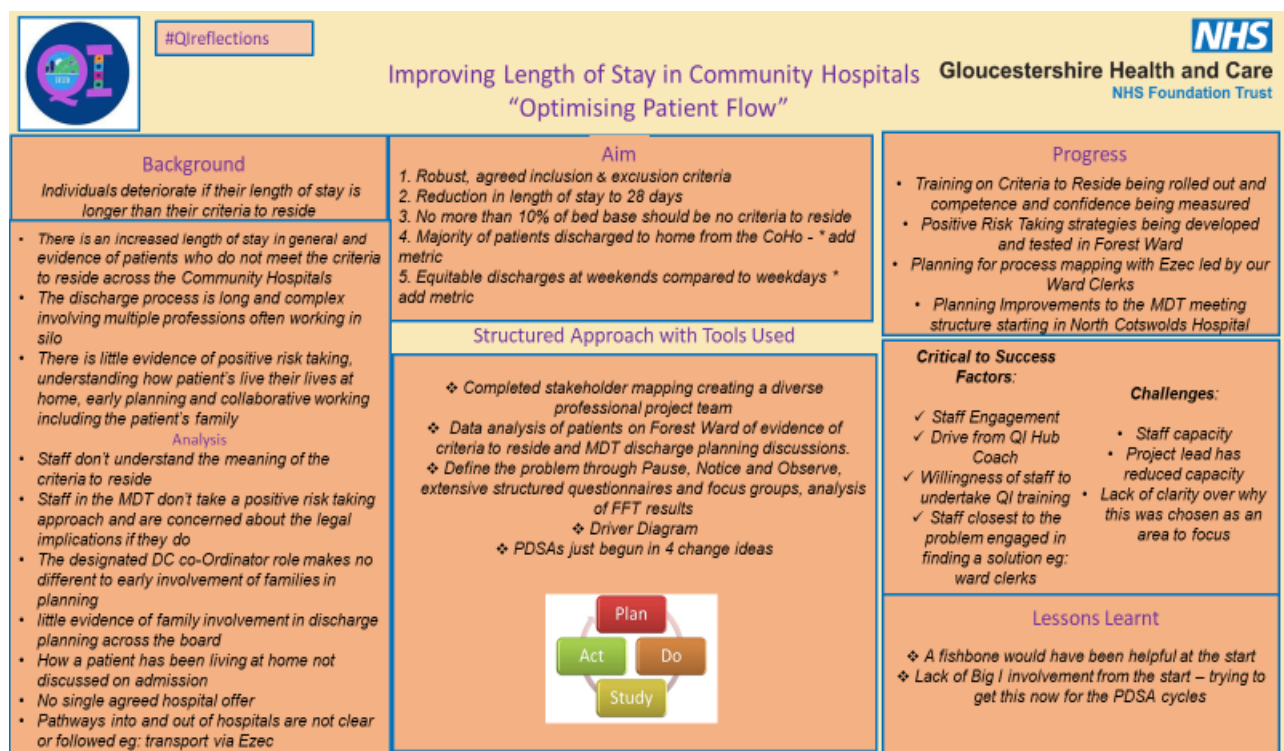 #QIreflections
Improving Length of Stay in Community Hospitals
"Optimising Patient Flow"
NHS
Gloucestershire Health and Care
NHS Foundation Trust
Background
Individuals deteriorate if their length of stay is
longer than their criteria to reside
• There is an increased length of stay in general and
evidence of patients who do not meet the criteria
to reside across the Community Hospitals
• The discharge process is long and complex
involving multiple professions often working in
silo
• There is little evidence of positive risk taking,
understanding how patient's live their lives at
home, early planning and collaborative working
including the patient's family
Analysis
• Staff don't understand the meaning of the
criteria to reside
• Staff in the MDT don't take a positive risk taking
approach and are concerned about the legal
implications if they do
• The designated DC co-Ordinator role makes no
different to early involvement of families in
planning
• little evidence of family involvement in discharge
planning across the board
• How a patient has been living at home not
discussed on admission
• No single agreed hospital offer
• Pathways into and out of hospitals are not clear
or followed eg: transport via Ezec
Aim
1. Robust, agreed inclusion & exclusion criteria
2. Reduction in length of stay to 28 days
3. No more than 10% of bed base should be no criteria to reside
4. Majority of patients discharged to home from the CoHo - * add
metric
5. Equitable discharges at weekends compared to weekdays *
add metric
Structured Approach with Tools Used
❖ Completed stakeholder mapping creating a diverse
professional project team
❖ Data analysis of patients on Forest Ward of evidence of
criteria to reside and MDT discharge planning discussions.
❖ Define the problem through Pause, Notice and Observe,
extensive structured questionnaires and focus groups, analysis
of FFT results
❖ Driver Diagram
❖ PDSAs just begun in 4 change ideas
Plan
Act
Do
Study
Progress
• Training on Criteria to Reside being rolled out and
competence and confidence being measured
• Positive Risk Taking strategies being developed
and tested in Forest Ward
• Planning for process mapping with Ezec led by our
Ward Clerks
• Planning Improvements to the MDT meeting
structure starting in North Cotswolds Hospital
Critical to Success
Factors:
✓ Staff Engagement
✓ Drive from QI Hub
Coach
✓ Willingness of staff to
undertake QI training
✓ Staff closest to the
problem engaged in
finding a solution eg:
ward clerks
Challenges:
• Staff capacity
• Project lead has
reduced capacity
• Lack of clarity over why
this was chosen as an
area to focus
Lessons Learnt
❖ A fishbone would have been helpful at the start
❖ Lack of Big I involvement from the start – trying to
get this now for the PDSA cycles